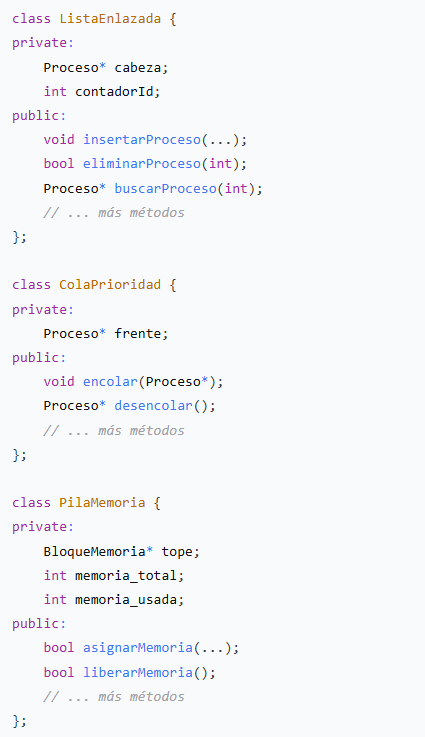 class ListaEnlazada {
private:
    Proceso* cabeza;
    int contadorId;
public:
    void insertarProceso(...);
    bool eliminarProceso(int);
    Proceso* buscarProceso(int);
    // ... más métodos
};

class ColaPrioridad {
private:
    Proceso* frente;
public:
    void encolar(Proceso*);
    Proceso* desencolar();
    // ... más métodos
};

class PilaMemoria {
private:
    BloqueMemoria* tope;
    int memoria_total;
    int memoria_usada;
public:
    bool asignarMemoria(...);
    bool liberarMemoria();
    // ... más métodos
};